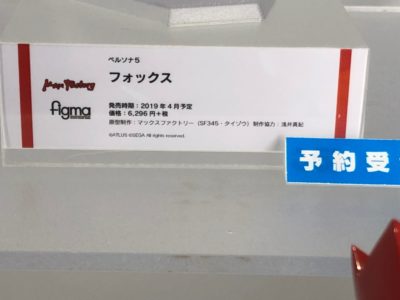 ペルソナ5
フォックス
Max Factory
figma
発売時期：2019年4月予定
価格：6,296円+税
原型制作：マックスファクトリー（SF345・タイゾウ）制作協力：浅井真紀
©ATLUS ©SEGA All rights reserved.
予約受